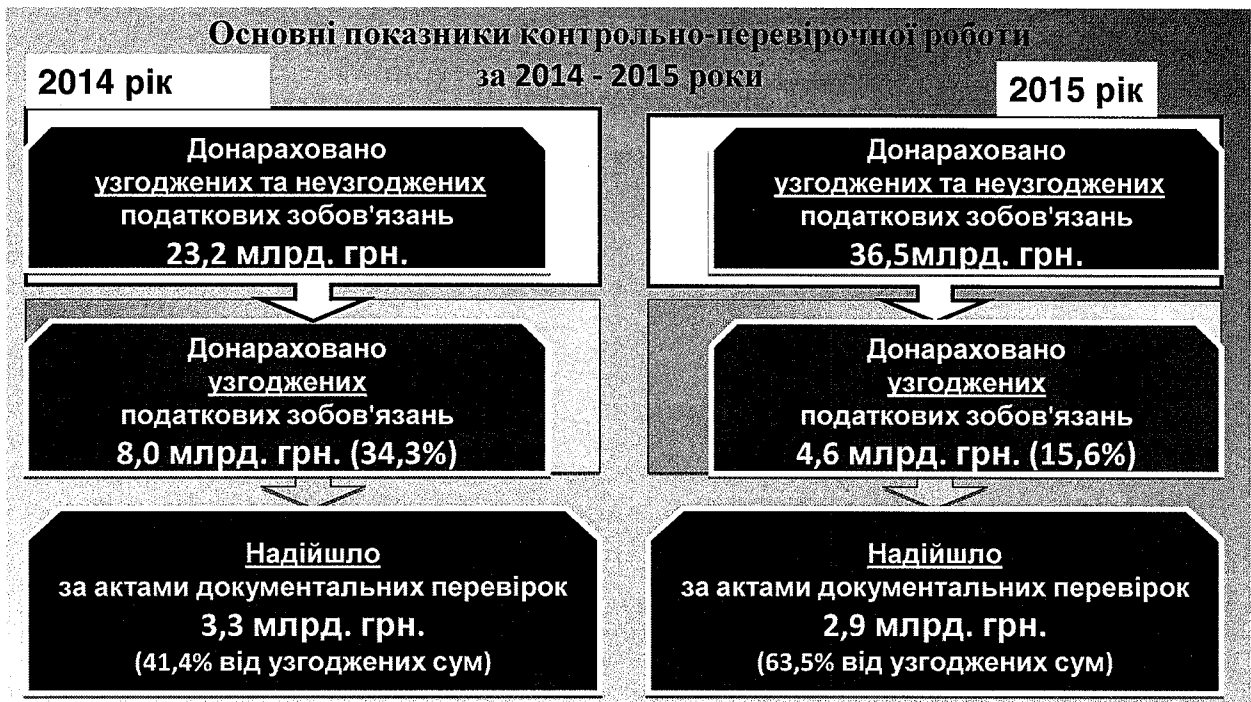 Основні показники контрольно-перевірочної роботи
за 2014 - 2015 роки
2014 рік
Донараховано
узгоджених та неузгоджених
податкових зобов'язань
23,2 млрд. грн.
Донараховано
узгоджених
податкових зобов'язань
8,0 млрд. грн. (34,3%)
Надійшло
за актами документальних перевірок
3,3 млрд. грн.
(41,4% від узгоджених сум)
2015 рік
Донараховано
узгоджених та неузгоджених
податкових зобов'язань
36,5млрд. грн.
Донараховано
узгоджених
податкових зобов'язань
4,6 млрд. грн. (15,6%)
Надійшло
за актами документальних перевірок
2,9 млрд. грн.
(63,5% від узгоджених сум)